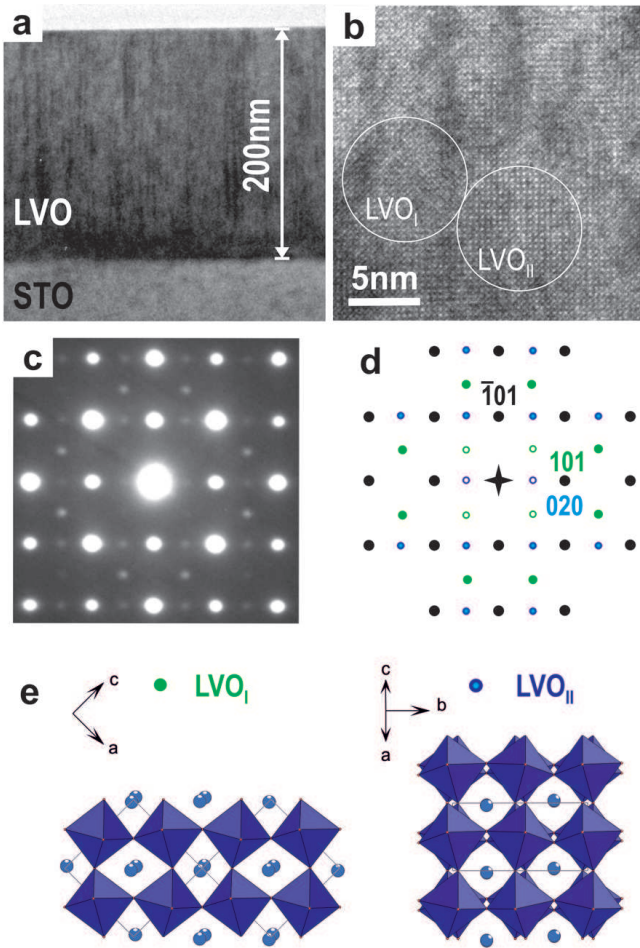 a
200nm
LVO
STO
b
LVO_I
LVO_II
5nm
c
d
1̅01
101
020
e
c
a
LVO_I
c
b
a
LVO_II